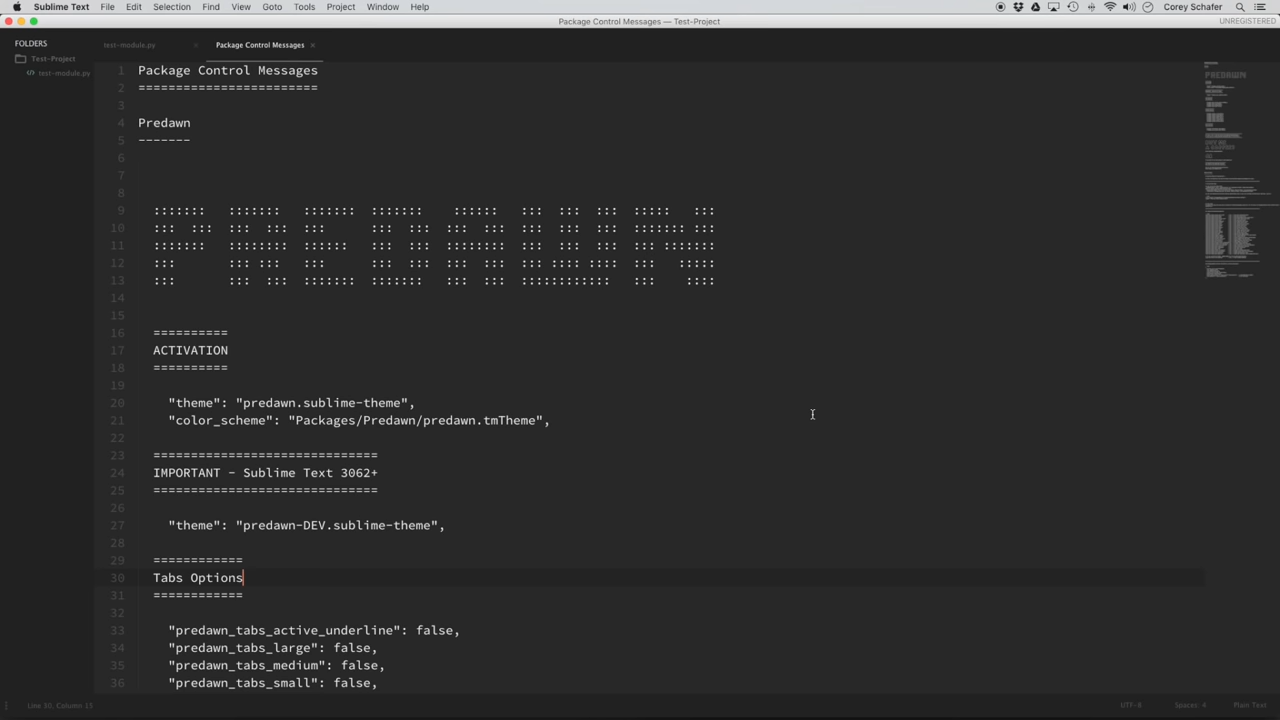 Sublime Text File Edit Selection Find View Goto Tools Project Window Help Corey Schafer
Package Control Messages — Test-Project UNREGISTERED
FOLDERS
Test-Project
test-module.py
test-module.py × Package Control Messages ×
1 Package Control Messages
2 ========================
3
4 Predawn
5 -------
6
7
8
9
10
11
12
13
14
15
16 ==========
17 ACTIVATION
18 ==========
19
20 "theme": "predawn.sublime-theme",
21 "color_scheme": "Packages/Predawn/predawn.tmTheme",
22
23 ==============================
24 IMPORTANT - Sublime Text 3062+
25 ==============================
26
27 "theme": "predawn-DEV.sublime-theme",
28
29 ============
30 Tabs Options
31 ============
32
33 "predawn_tabs_active_underline": false,
34 "predawn_tabs_large": false,
35 "predawn_tabs_medium": false,
36 "predawn_tabs_small": false,
Line 30, Column 15 UTF-8 Spaces: 4 Plain Text